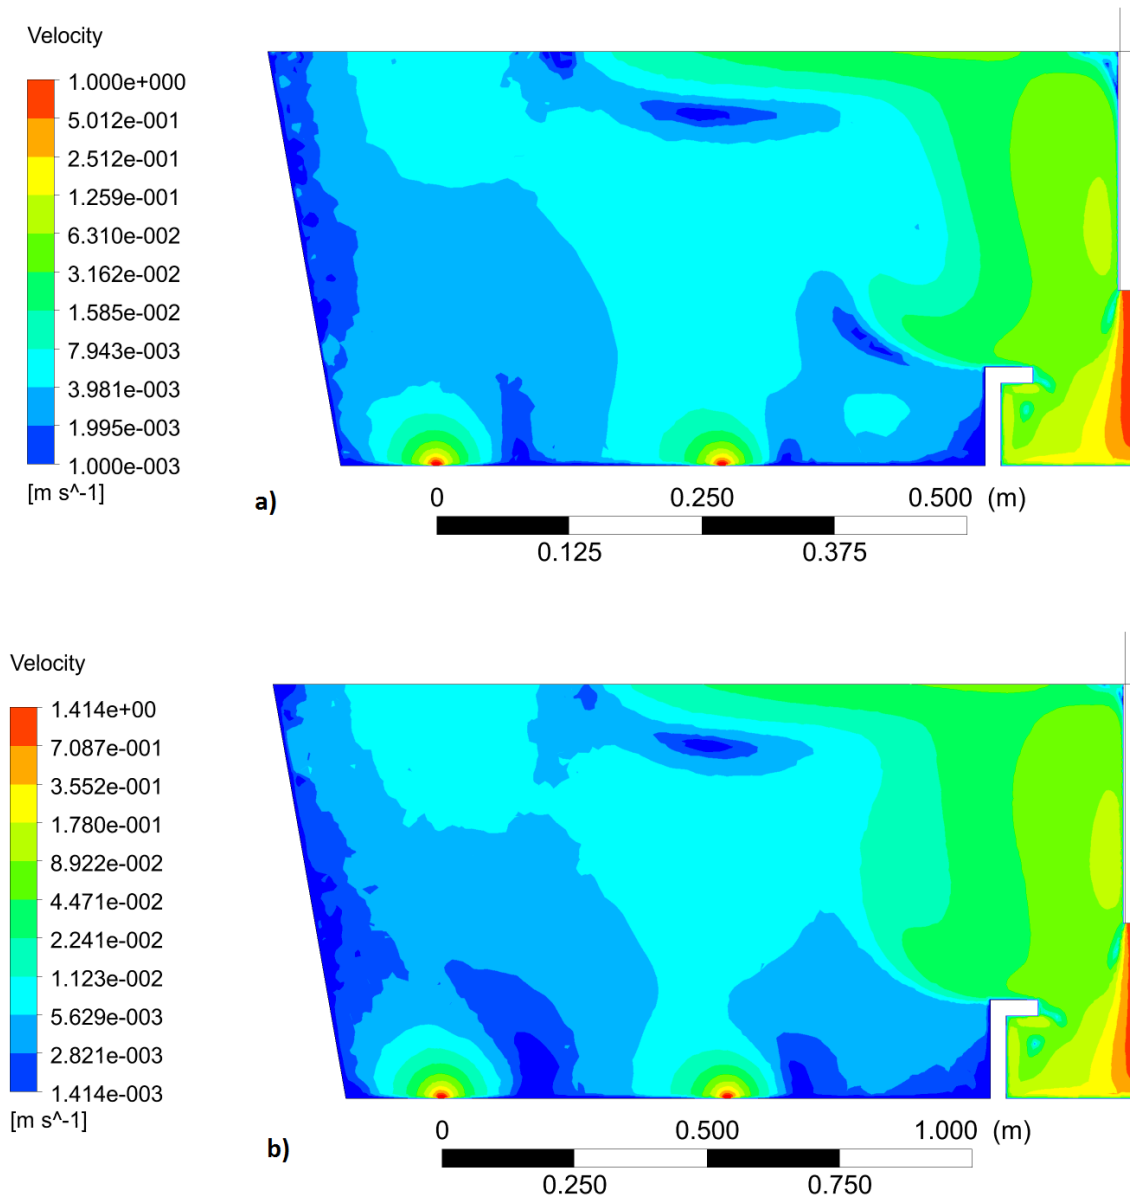 Velocity
1.000e+000
5.012e-001
2.512e-001
1.259e-001
6.310e-002
3.162e-002
1.585e-002
7.943e-003
3.981e-003
1.995e-003
1.000e-003
[m s^-1]
a)
0 0.250 0.500 (m)
0.125 0.375
Velocity
1.414e+00
7.087e-001
3.552e-001
1.780e-001
8.922e-002
4.471e-002
2.241e-002
1.123e-002
5.629e-003
2.821e-003
1.414e-003
[m s^-1]
b)
0 0.500 1.000 (m)
0.250 0.750